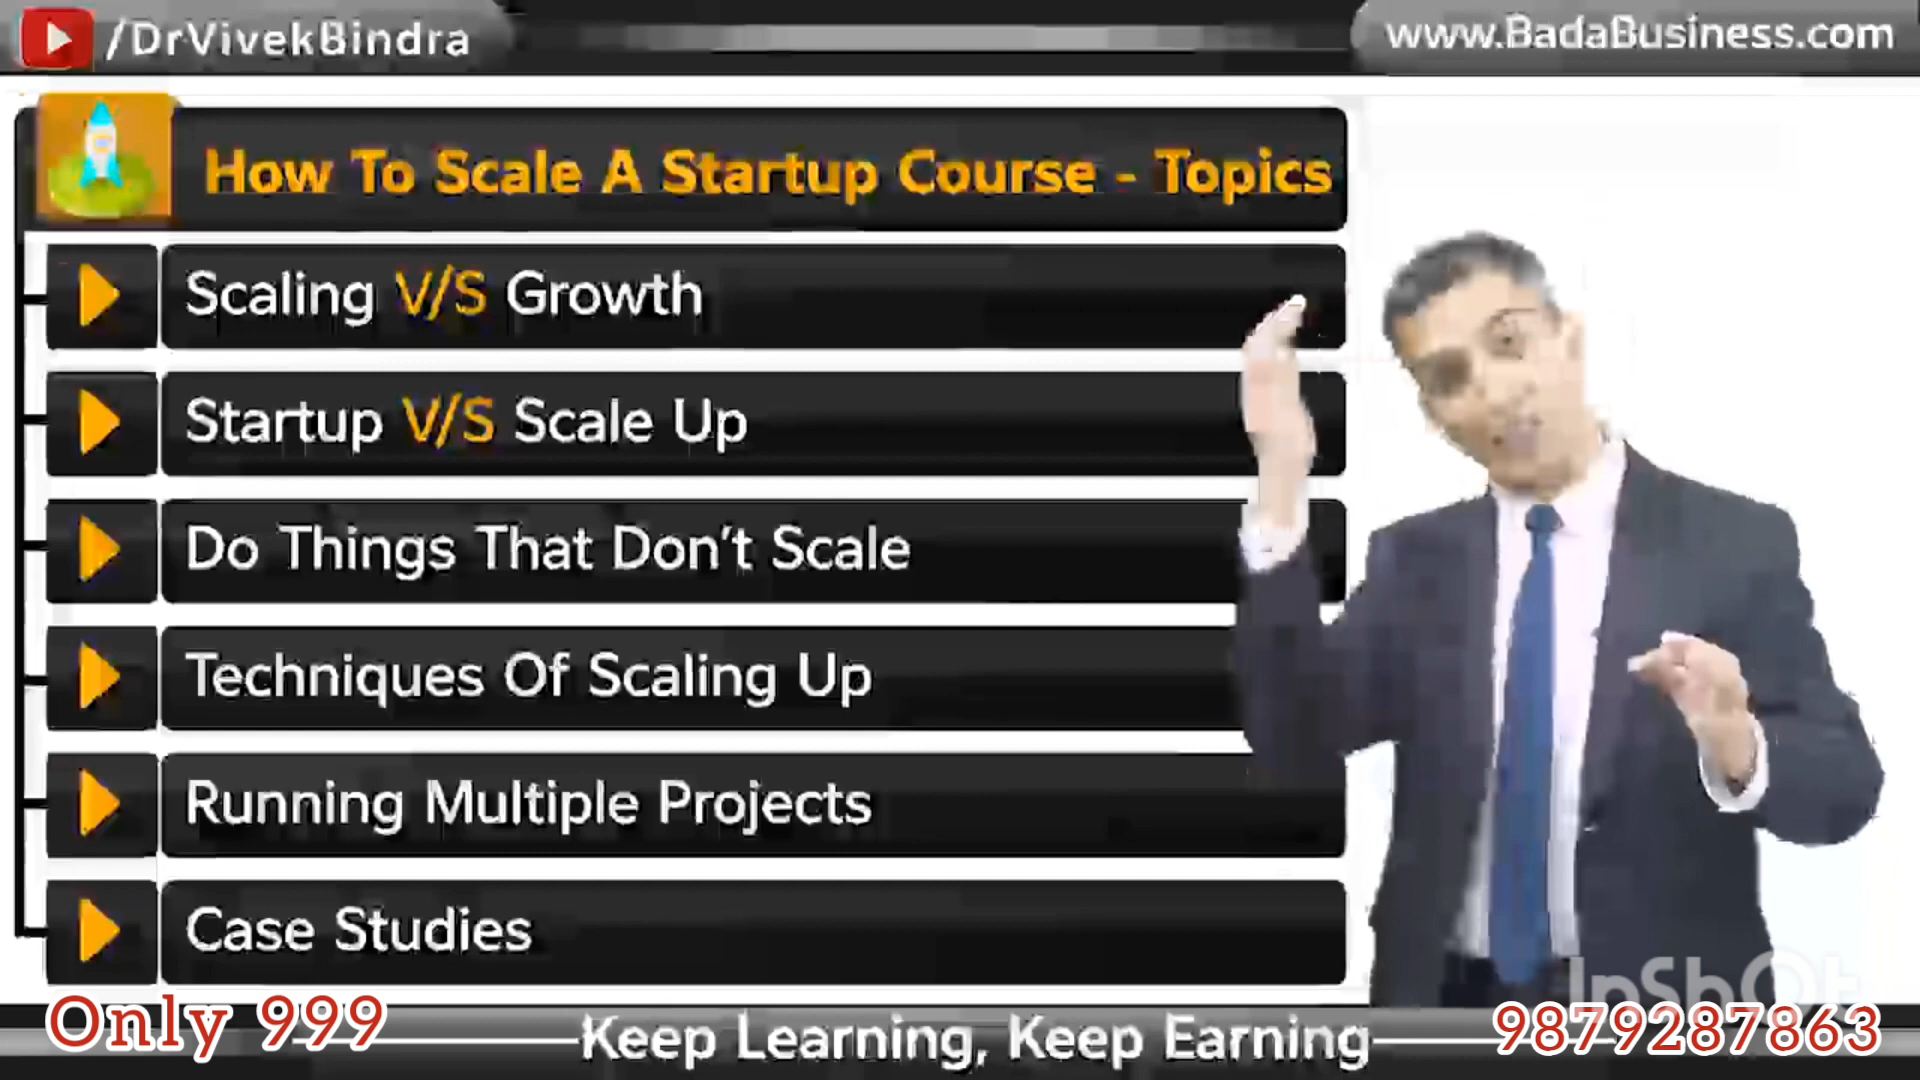 /DrVivekBindra
www.BadaBusiness.com
How To Scale A Startup Course - Topics
Scaling V/S Growth
Startup V/S Scale Up
Do Things That Don't Scale
Techniques Of Scaling Up
Running Multiple Projects
Case Studies
InShOt
Only 999
Keep Learning, Keep Earning
9879287863